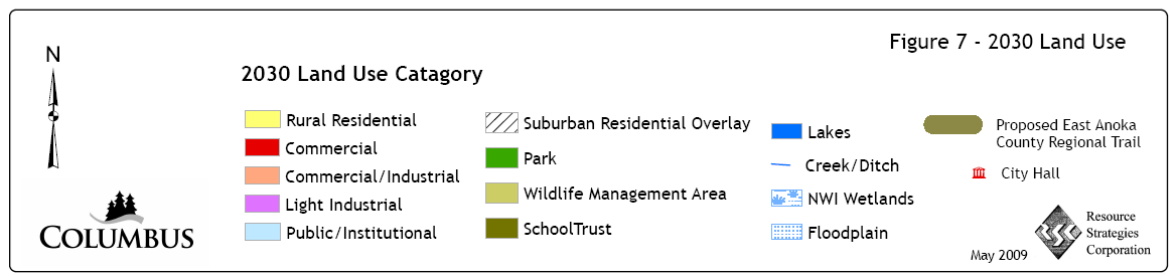 Figure 7 - 2030 Land Use
N
2030 Land Use Catagory
Rural Residential
Commercial
Commercial/Industrial
Light Industrial
Public/Institutional
Suburban Residential Overlay
Park
Wildlife Management Area
SchoolTrust
Lakes
Creek/Ditch
NWI Wetlands
Floodplain
Proposed East Anoka
County Regional Trail
City Hall
COLUMBUS
May 2009
Resource
Strategies
Corporation